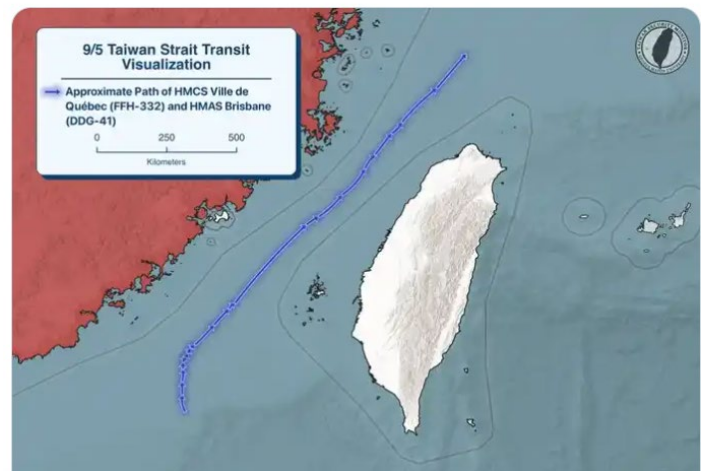 9/5 Taiwan Strait Transit
Visualization
Approximate Path of HMCS Ville de
Québec (FFH-332) and HMAS Brisbane
(DDG-41)
0 250 500
Kilometers